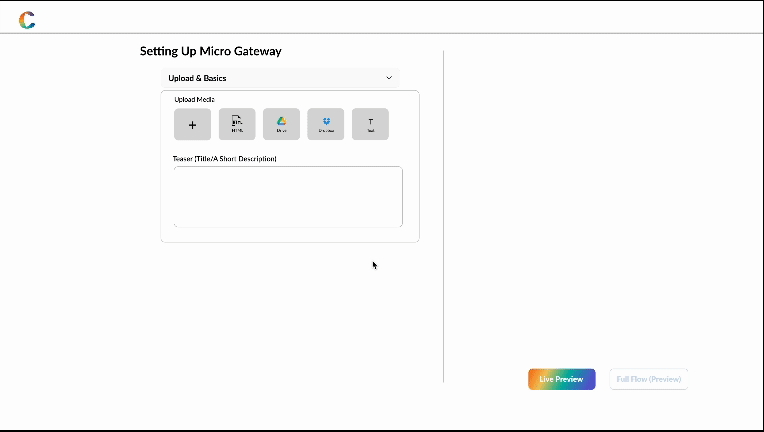 Setting Up Micro Gateway
Upload & Basics
Upload Media
HTML
Drive
Dropbox
T
Text
Teaser (Title/A Short Description)
Live Preview
Full Flow (Preview)